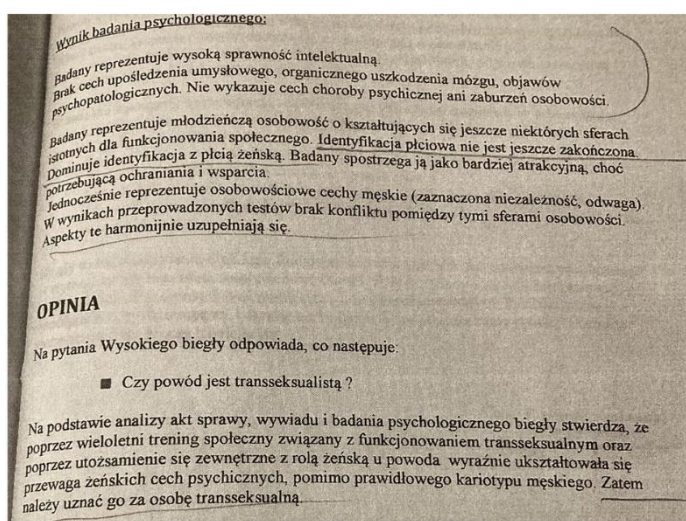 Wynik badania psychologicznego:
Badany reprezentuje wysoką sprawność intelektualną.
Brak cech upośledzenia umysłowego, organicznego uszkodzenia mózgu, objawów
psychopatologicznych. Nie wykazuje cech choroby psychicznej ani zaburzeń osobowości.
Badany reprezentuje młodzieńczą osobowość o kształtujących się jeszcze niektórych sferach
istotnych dla funkcjonowania społecznego. Identyfikacja płciowa nie jest jeszcze zakończona.
Dominuje identyfikacja z płcią żeńską. Badany spostrzega ją jako bardziej atrakcyjną, choć
potrzebującą ochraniania i wsparcia.
Jednocześnie reprezentuje osobowościowe cechy męskie (zaznaczona niezależność, odwaga).
W wynikach przeprowadzonych testów brak konfliktu pomiędzy tymi sferami osobowości.
Aspekty te harmonijnie uzupełniają się.
OPINIA
Na pytania Wysokiego biegły odpowiada, co następuje:
■ Czy powód jest transseksualistą ?
Na podstawie analizy akt sprawy, wywiadu i badania psychologicznego biegły stwierdza, że
poprzez wieloletni trening społeczny związany z funkcjonowaniem transseksualnym oraz
poprzez utożsamienie się zewnętrzne z rolą żeńską u powoda wyraźnie ukształtowała się
przewaga żeńskich cech psychicznych, pomimo prawidłowego kariotypu męskiego. Zatem
należy uznać go za osobę transseksualną.